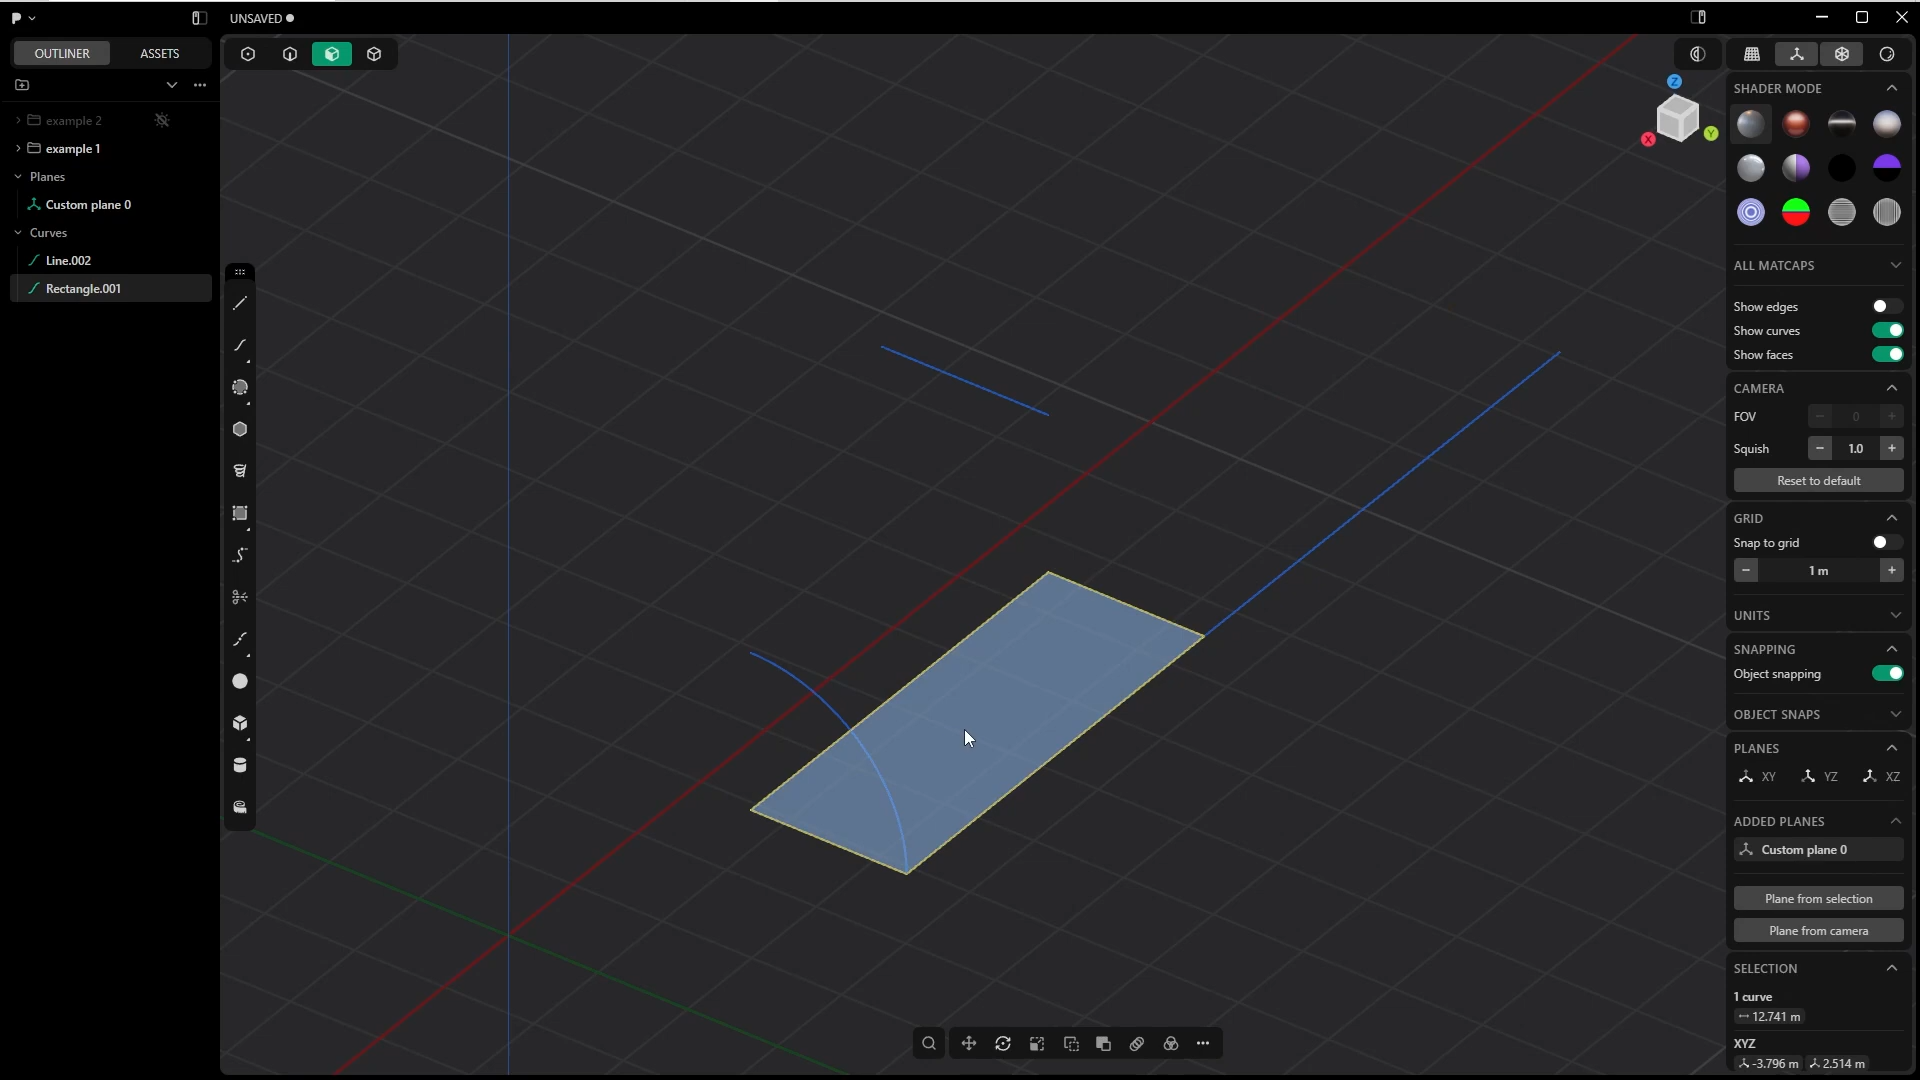 UNSAVED
OUTLINER
ASSETS
example 2
example 1
Planes
Custom plane 0
Curves
Line.002
Rectangle.001
Z
X
Y
SHADER MODE
ALL MATCAPS
Show edges
Show curves
Show faces
CAMERA
FOV
- 0 +
Squish
- 1.0 +
Reset to default
GRID
Snap to grid
- 1 m +
UNITS
SNAPPING
Object snapping
OBJECT SNAPS
PLANES
XY YZ XZ
ADDED PLANES
Custom plane 0
Plane from selection
Plane from camera
SELECTION
1 curve
12.741 m
XYZ
-3.796 m 2.514 m